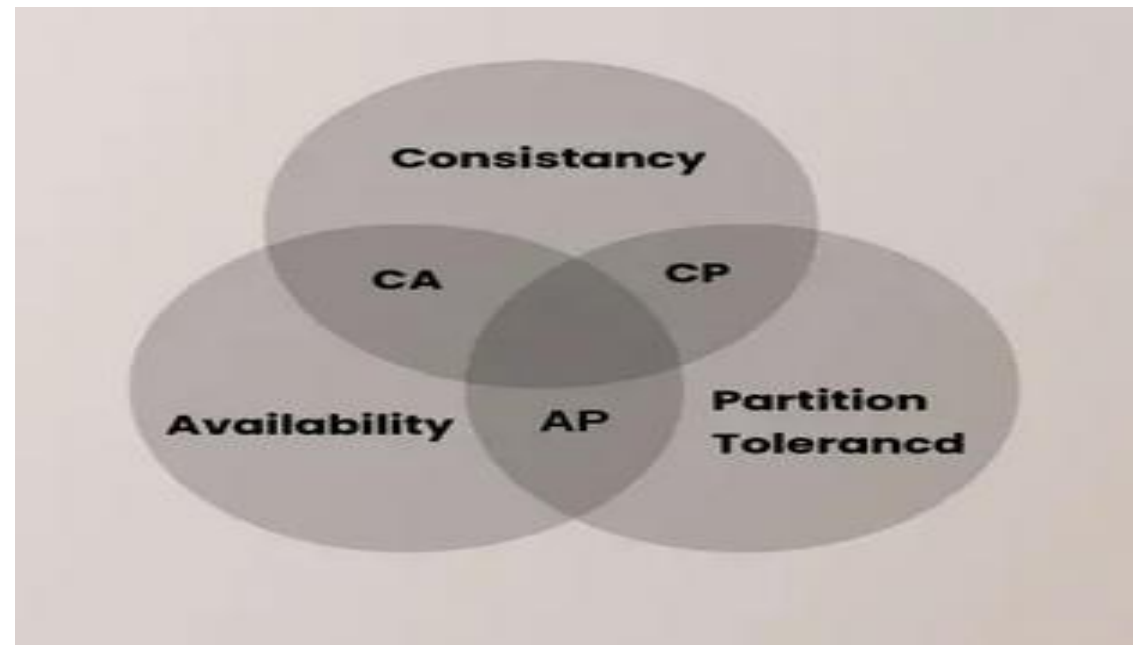 Consistancy
CA
CP
Availability
AP
Partition
Tolerancd